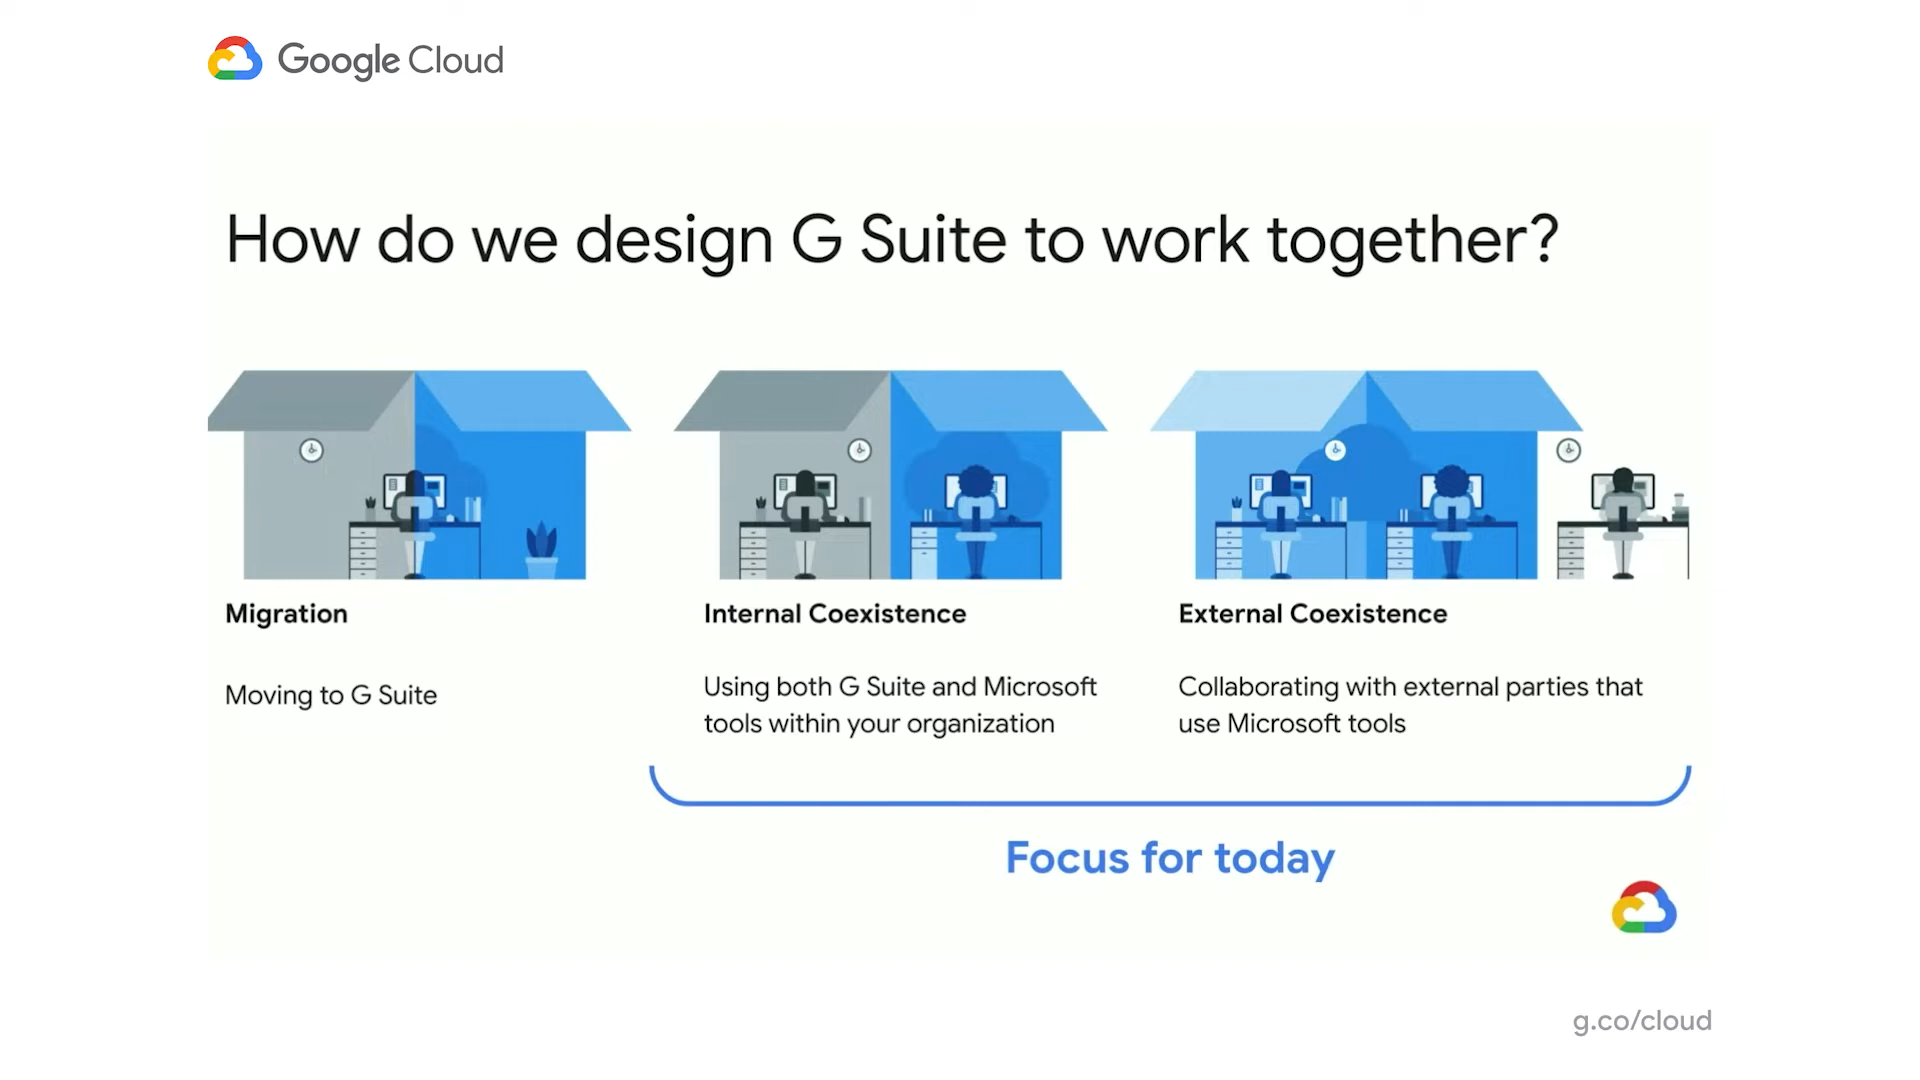 Google Cloud
How do we design G Suite to work together?
Migration
Moving to G Suite
Internal Coexistence
Using both G Suite and Microsoft
tools within your organization
External Coexistence
Collaborating with external parties that
use Microsoft tools
Focus for today
g.co/cloud